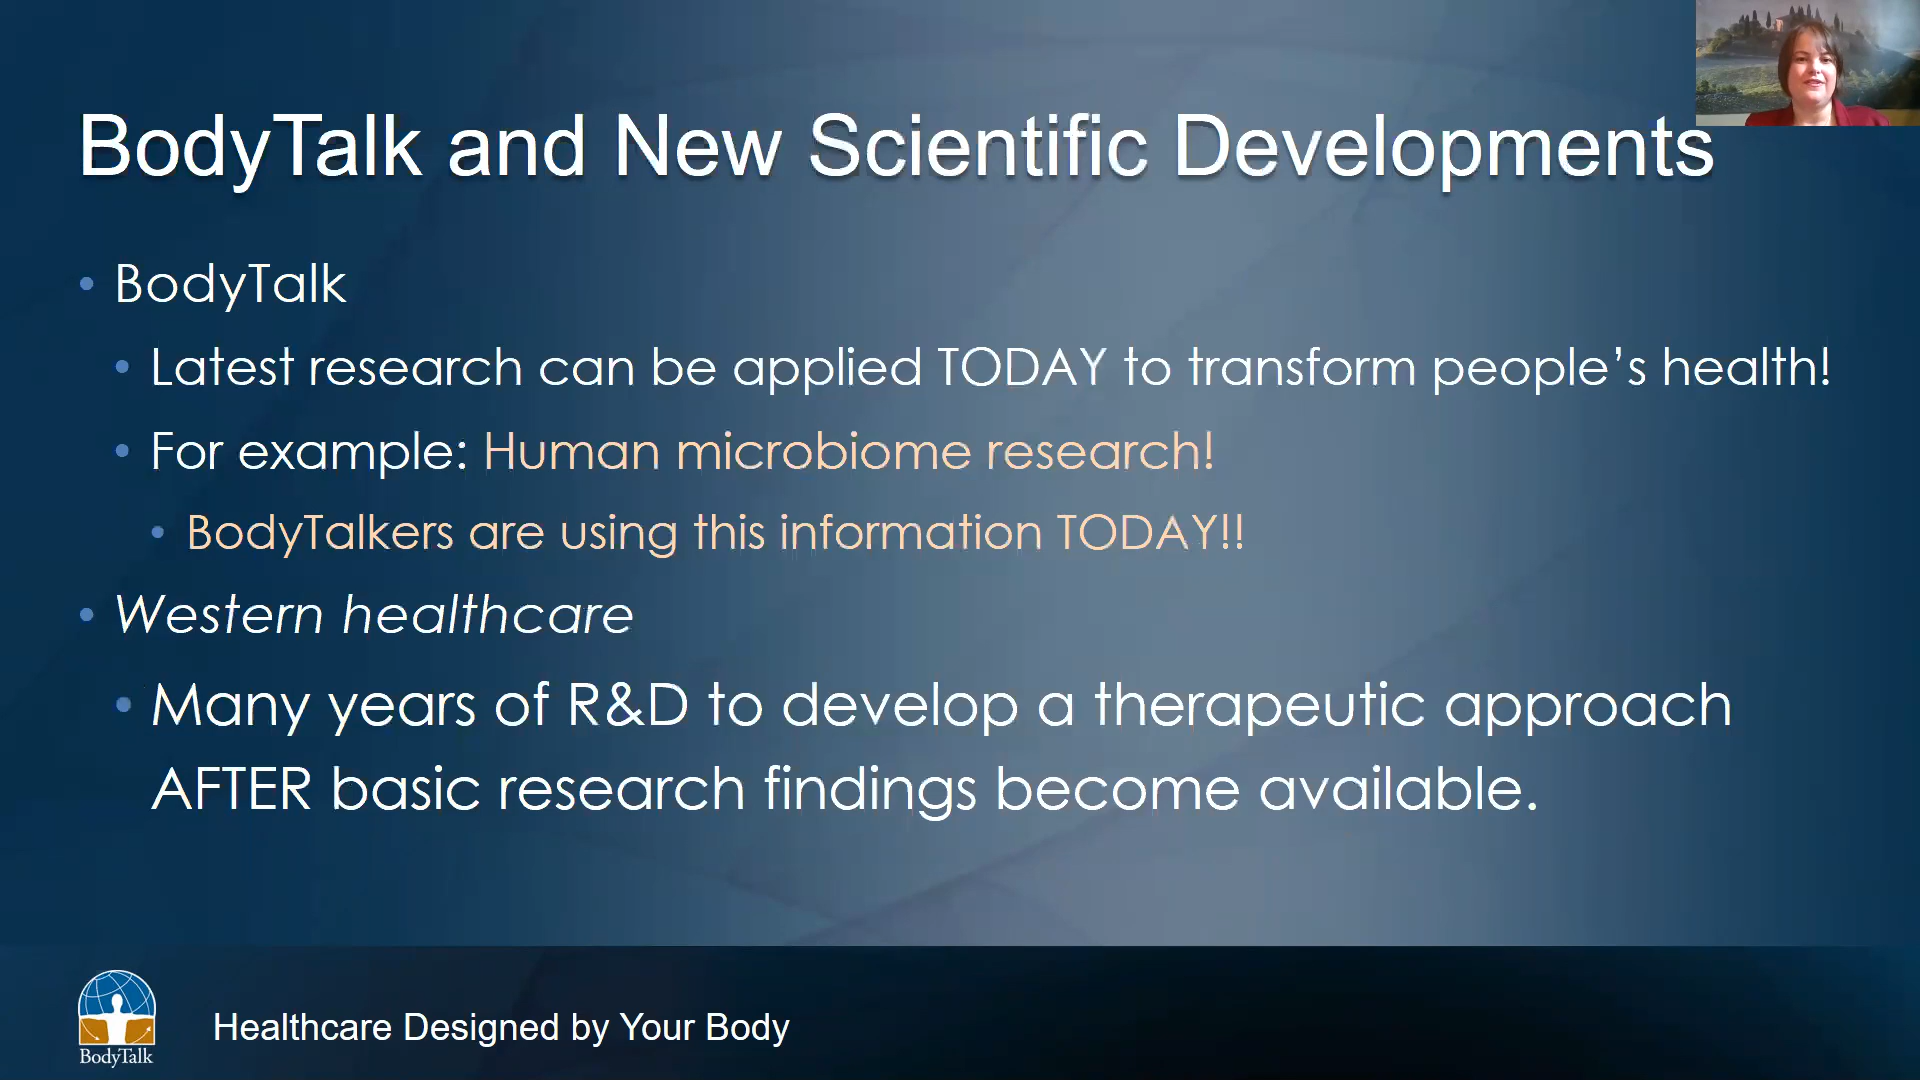 BodyTalk and New Scientific Developments
• BodyTalk
• Latest research can be applied TODAY to transform people’s health!
• For example: Human microbiome research!
• BodyTalkers are using this information TODAY!!
• Western healthcare
• Many years of R&D to develop a therapeutic approach
AFTER basic research findings become available.
BodyTalk
Healthcare Designed by Your Body